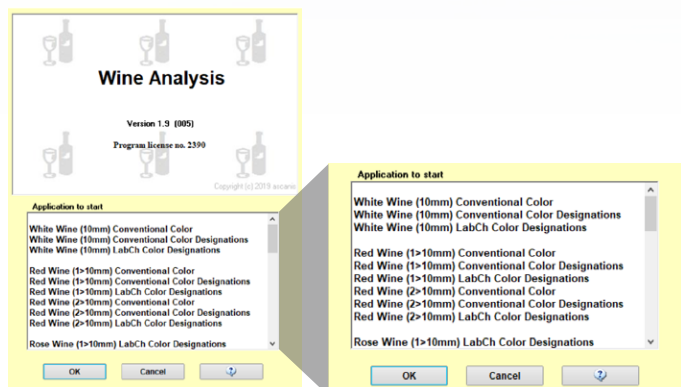 Wine Analysis
Version 1.9 (005)
Program license no. 2390
Copyright (c) 2019 ascanis
Application to start
White Wine (10mm) Conventional Color
White Wine (10mm) Conventional Color Designations
White Wine (10mm) LabCh Color Designations
Red Wine (1>10mm) Conventional Color
Red Wine (1>10mm) Conventional Color Designations
Red Wine (1>10mm) LabCh Color Designations
Red Wine (2>10mm) Conventional Color
Red Wine (2>10mm) Conventional Color Designations
Red Wine (2>10mm) LabCh Color Designations
Rose Wine (1>10mm) LabCh Color Designations
OK Cancel ?
Application to start
White Wine (10mm) Conventional Color
White Wine (10mm) Conventional Color Designations
White Wine (10mm) LabCh Color Designations
Red Wine (1>10mm) Conventional Color
Red Wine (1>10mm) Conventional Color Designations
Red Wine (1>10mm) LabCh Color Designations
Red Wine (2>10mm) Conventional Color
Red Wine (2>10mm) Conventional Color Designations
Red Wine (2>10mm) LabCh Color Designations
Rose Wine (1>10mm) LabCh Color Designations
OK Cancel ?